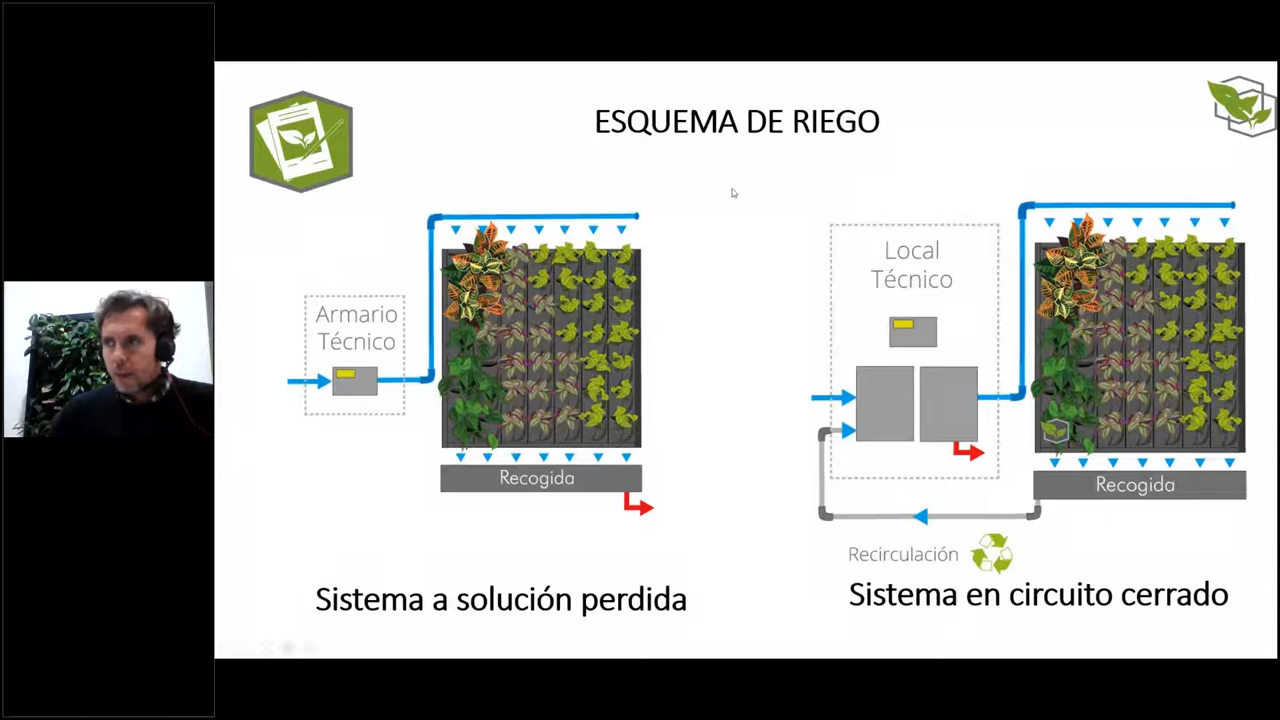 ESQUEMA DE RIEGO
Armario
Técnico
Recogida
Sistema a solución perdida
Local
Técnico
Recogida
Recirculación
Sistema en circuito cerrado